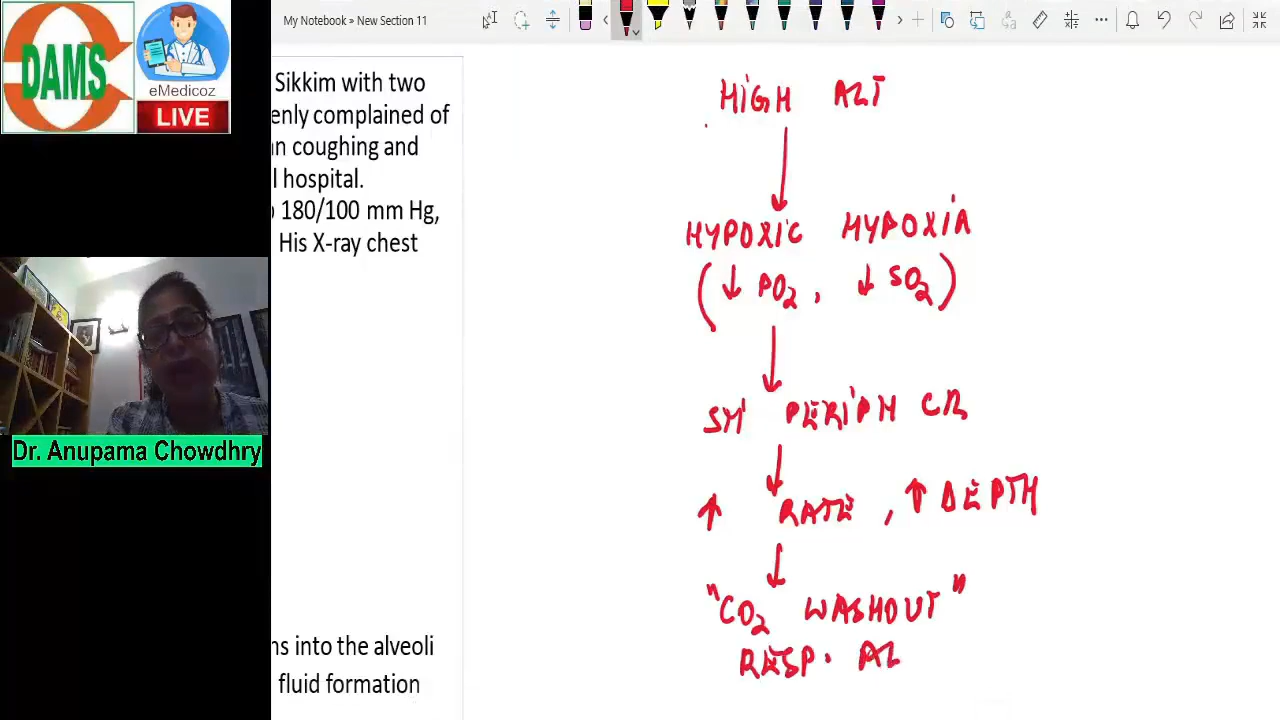 My Notebook > New Section 11
DAMS
eMedicoz
LIVE
Sikkim with two
enly complained of
an coughing and
l hospital.
o 180/100 mm Hg,
His X-ray chest
Dr. Anupama Chowdhry
ns into the alveoli
fluid formation
HIGH ALT
HYPOXIC HYPOXIA
(↓ PO2, ↓ SO2)
PERIPH CR
↑ RATE, ↑ DEPTH
"CO2 WASHOUT"
RESP. AL